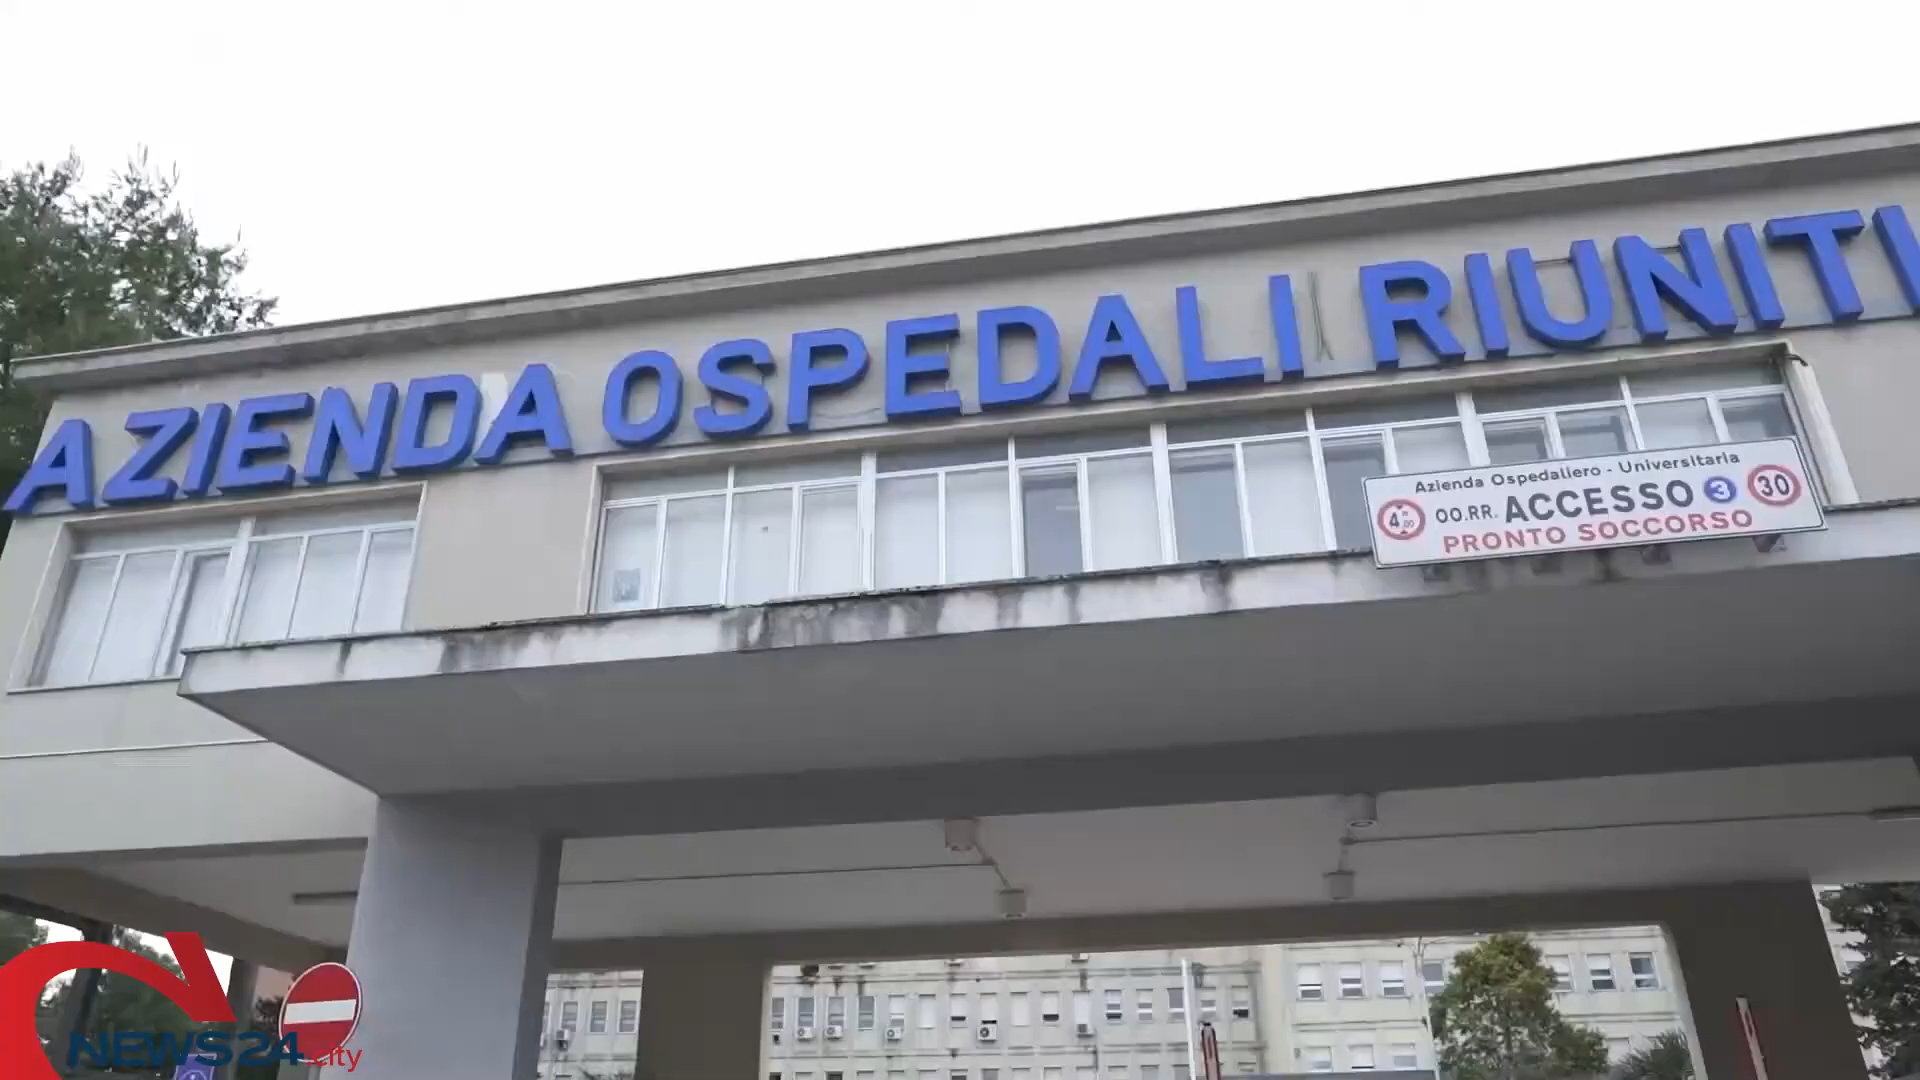 AZIENDA OSPEDALI RIUNITI
Azienda Ospedaliero - Universitaria
4,00 OO.RR. ACCESSO 3 30
PRONTO SOCCORSO
NEWS24.city